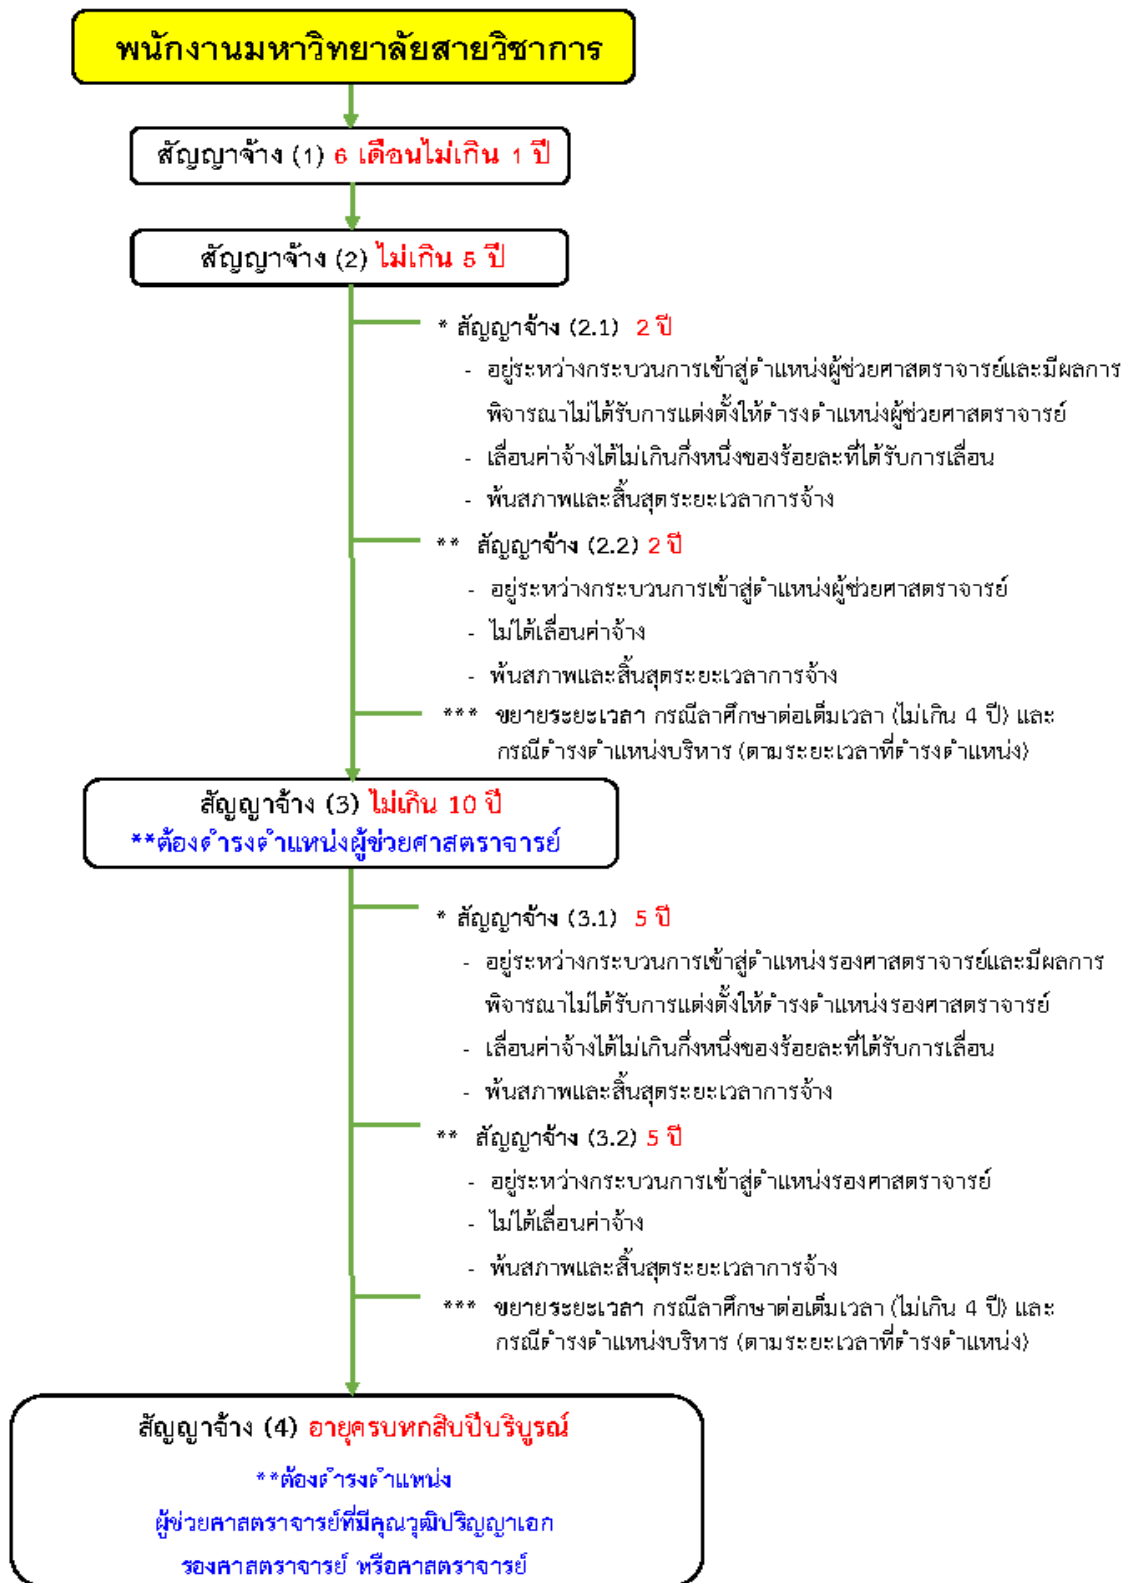 พนักงานมหาวิทยาลัยสายวิชาการ
สัญญาจ้าง (1) 6 เดือนไม่เกิน 1 ปี
สัญญาจ้าง (2) ไม่เกิน 5 ปี
* สัญญาจ้าง (2.1) 2 ปี
- อยู่ระหว่างกระบวนการเข้าสู่ตำแหน่งผู้ช่วยศาสตราจารย์และมีผลการ
พิจารณาไม่ได้รับการแต่งตั้งให้ดำรงตำแหน่งผู้ช่วยศาสตราจารย์
- เลื่อนค่าจ้างได้ไม่เกินกึ่งหนึ่งของร้อยละที่ได้รับการเลื่อน
- พ้นสภาพและสิ้นสุดระยะเวลาการจ้าง
** สัญญาจ้าง (2.2) 2 ปี
- อยู่ระหว่างกระบวนการเข้าสู่ตำแหน่งผู้ช่วยศาสตราจารย์
- ไม่ได้เลื่อนค่าจ้าง
- พ้นสภาพและสิ้นสุดระยะเวลาการจ้าง
*** ขยายระยะเวลา กรณีลาศึกษาต่อเต็มเวลา (ไม่เกิน 4 ปี) และ
กรณีดำรงตำแหน่งบริหาร (ตามระยะเวลาที่ดำรงตำแหน่ง)
สัญญาจ้าง (3) ไม่เกิน 10 ปี
**ต้องดำรงตำแหน่งผู้ช่วยศาสตราจารย์
* สัญญาจ้าง (3.1) 5 ปี
- อยู่ระหว่างกระบวนการเข้าสู่ตำแหน่งรองศาสตราจารย์และมีผลการ
พิจารณาไม่ได้รับการแต่งตั้งให้ดำรงตำแหน่งรองศาสตราจารย์
- เลื่อนค่าจ้างได้ไม่เกินกึ่งหนึ่งของร้อยละที่ได้รับการเลื่อน
- พ้นสภาพและสิ้นสุดระยะเวลาการจ้าง
** สัญญาจ้าง (3.2) 5 ปี
- อยู่ระหว่างกระบวนการเข้าสู่ตำแหน่งรองศาสตราจารย์
- ไม่ได้เลื่อนค่าจ้าง
- พ้นสภาพและสิ้นสุดระยะเวลาการจ้าง
*** ขยายระยะเวลา กรณีลาศึกษาต่อเต็มเวลา (ไม่เกิน 4 ปี) และ
กรณีดำรงตำแหน่งบริหาร (ตามระยะเวลาที่ดำรงตำแหน่ง)
สัญญาจ้าง (4) อายุครบหกสิบปีบริบูรณ์
**ต้องดำรงตำแหน่ง
ผู้ช่วยศาสตราจารย์ที่มีคุณวุฒิปริญญาเอก
รองศาสตราจารย์ หรือศาสตราจารย์